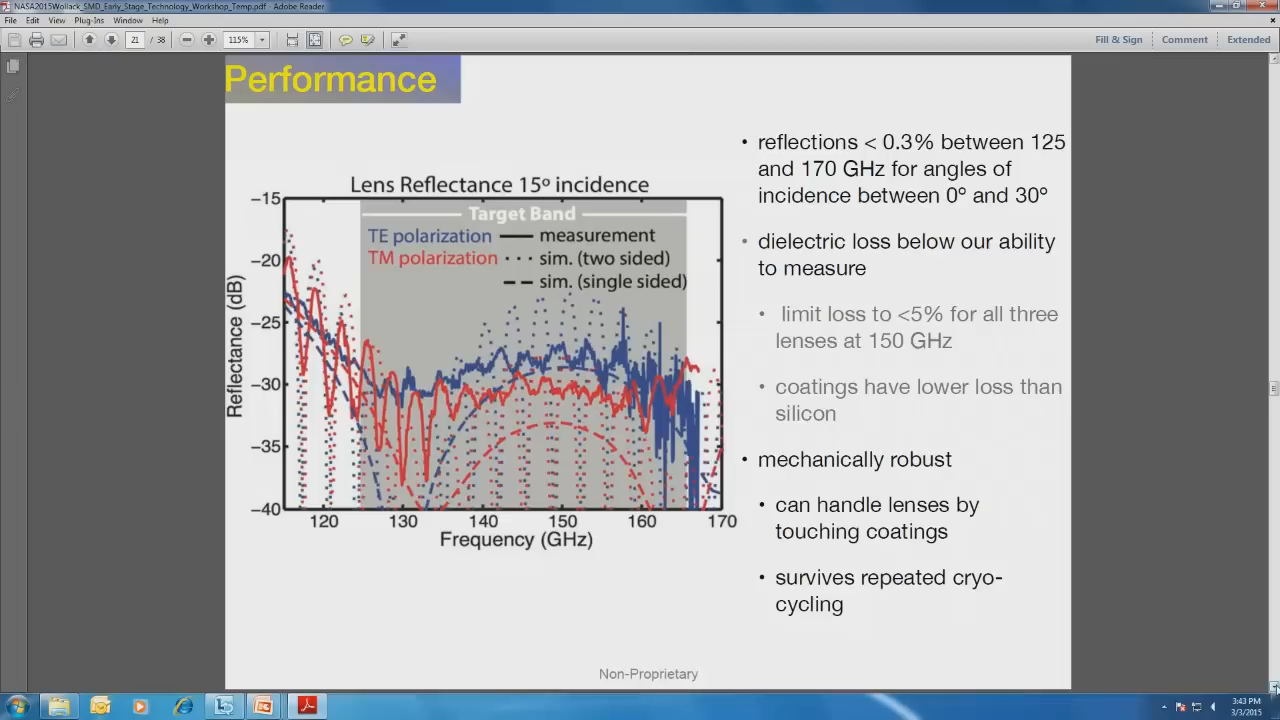 NASA2015Wollack_SMD_Early_Stage_Technology_Workshop_Temp.pdf - Adobe Reader
File Edit View Plug-Ins Window Help
21 / 38 115% Fill & Sign Comment Extended
Performance
Lens Reflectance 15º incidence
Target Band
TE polarization measurement
TM polarization sim. (two sided)
sim. (single sided)
Reflectance (dB)
−15
−20
−25
−30
−35
−40
120 130 140 150 160 170
Frequency (GHz)
• reflections < 0.3% between 125
and 170 GHz for angles of
incidence between 0º and 30º
• dielectric loss below our ability
to measure
• limit loss to <5% for all three
lenses at 150 GHz
• coatings have lower loss than
silicon
• mechanically robust
• can handle lenses by
touching coatings
• survives repeated cryo-
cycling
Non-Proprietary
3:43 PM
3/3/2015